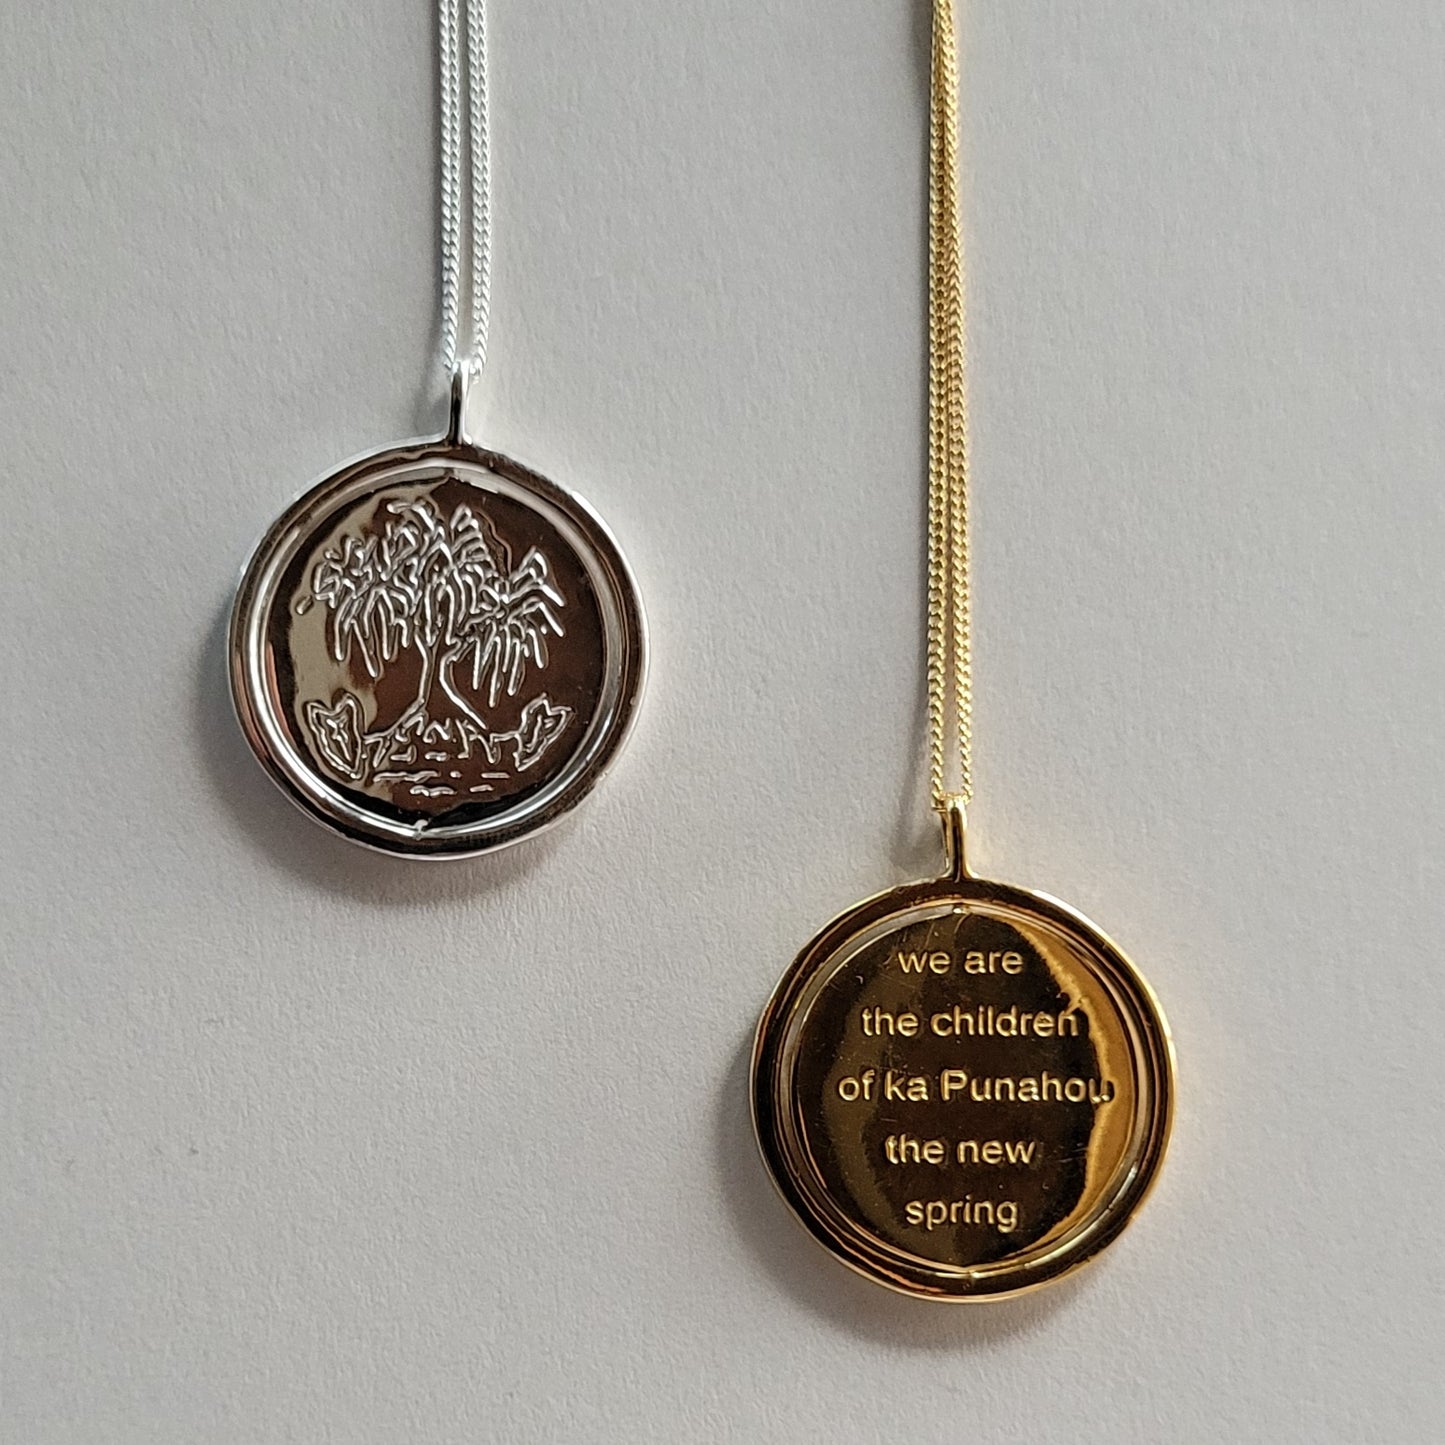 we are
the children
of ka Punahou
the new
spring